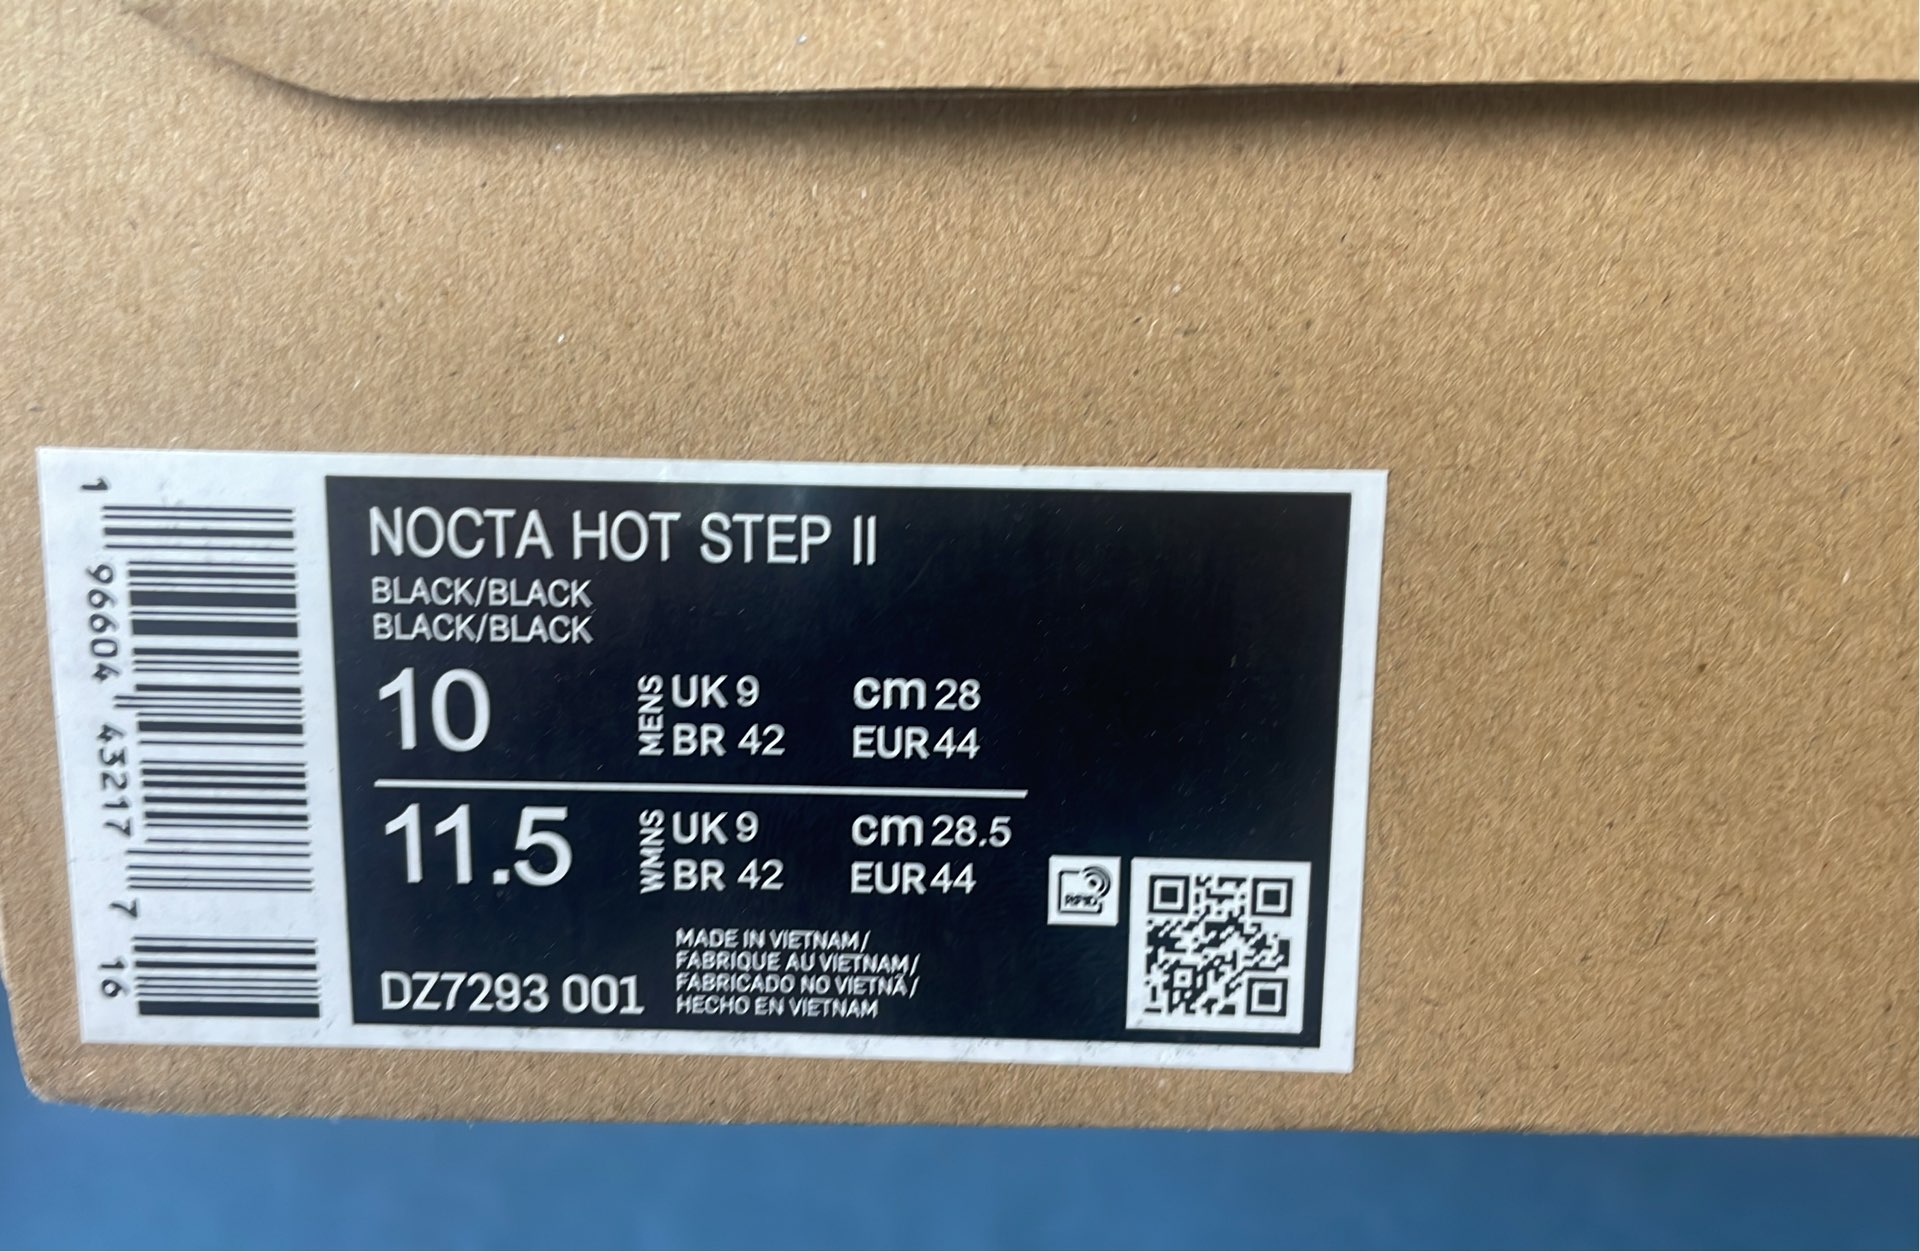 1 96604 43217 7 16
NOCTA HOT STEP II
BLACK/BLACK
BLACK/BLACK
10 MENS UK 9 cm 28
BR 42 EUR 44
11.5 WMNS UK 9 cm 28.5
BR 42 EUR 44
RFID
DZ7293 001
MADE IN VIETNAM/
FABRIQUE AU VIETNAM/
FABRICADO NO VIETNÃ/
HECHO EN VIETNAM